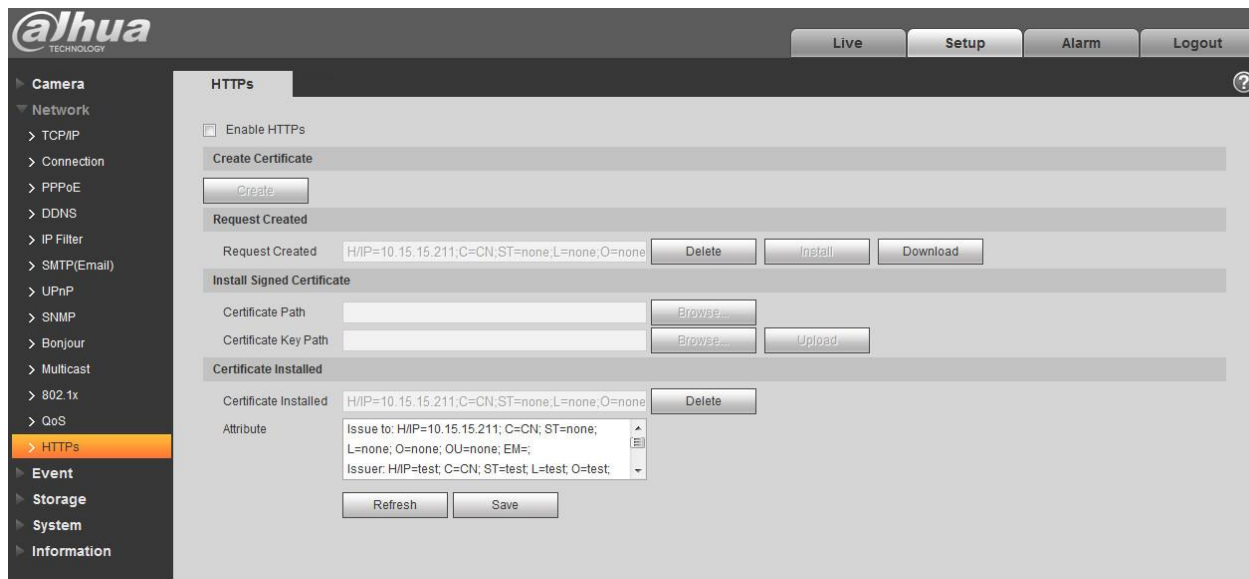 alhua
TECHNOLOGY
Live
Setup
Alarm
Logout
Camera
Network
TCP/IP
Connection
PPPoE
DDNS
IP Filter
SMTP(Email)
UPnP
SNMP
Bonjour
Multicast
802.1x
QoS
HTTPs
Event
Storage
System
Information
HTTPs
?
Enable HTTPs
Create Certificate
Create
Request Created
Request Created H/IP=10.15.15.211;C=CN;ST=none;L=none;O=none Delete Install Download
Install Signed Certificate
Certificate Path Browse...
Certificate Key Path Browse... Upload
Certificate Installed
Certificate Installed H/IP=10.15.15.211;C=CN;ST=none;L=none;O=none Delete
Attribute
Issue to: H/IP=10.15.15.211; C=CN; ST=none;
L=none; O=none; OU=none; EM=;
Issuer: H/IP=test; C=CN; ST=test; L=test; O=test;
Refresh Save